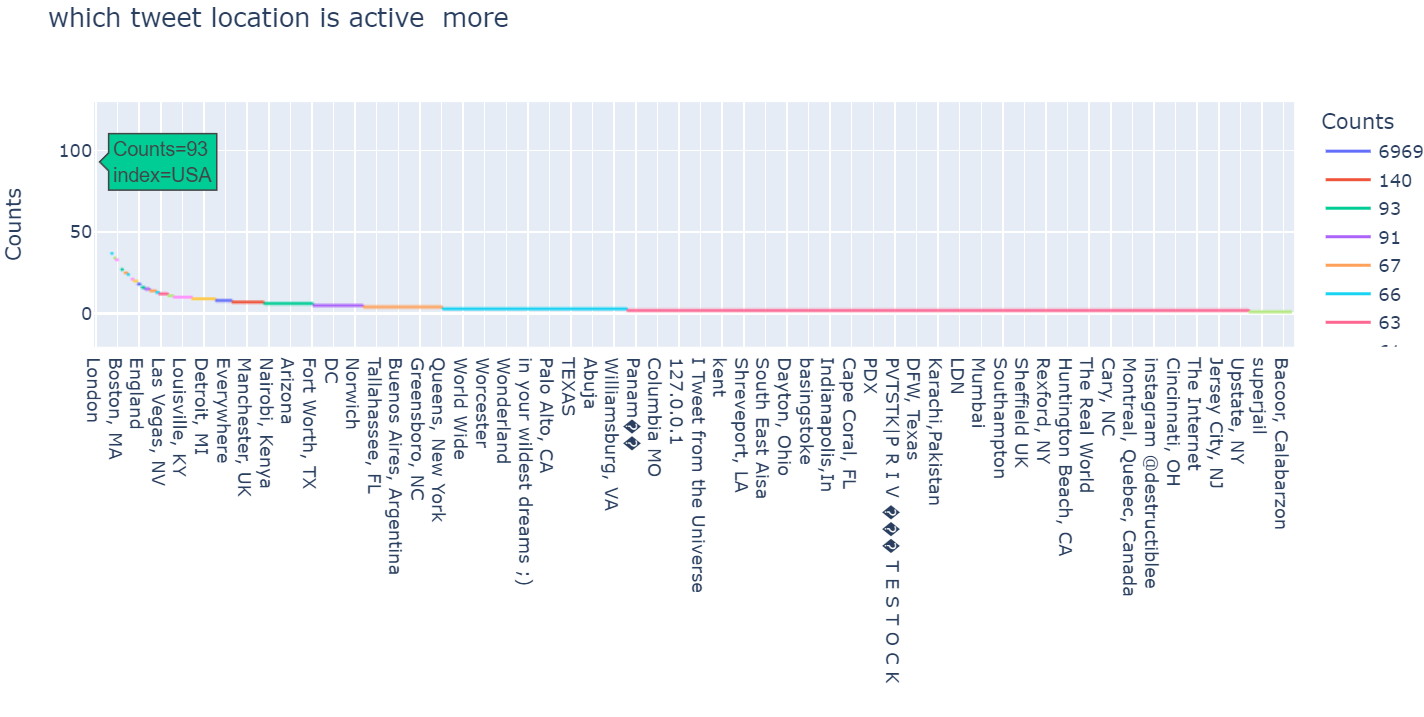 which tweet location is active  more
Counts
100
50
0
Counts=93
index=USA
London
Boston, MA
England
Las Vegas, NV
Louisville, KY
Detroit, MI
Everywhere
Manchester, UK
Nairobi, Kenya
Arizona
Fort Worth, TX
DC
Norwich
Tallahassee, FL
Buenos Aires, Argentina
Greensboro, NC
Queens, New York
World Wide
Worcester
Wonderland
in your wildest dreams ;)
Palo Alto, CA
TEXAS
Abuja
Williamsburg, VA
Panam��
Columbia MO
127.0.0.1
I Tweet from the Universe
kent
Shreveport, LA
South East Aisa
Dayton, Ohio
basingstoke
Indianapolis,In
Cape Coral, FL
PDX
PVTSTK|P R I V ��� T E S T O C K
DFW, Texas
Karachi,Pakistan
LDN
Mumbai
Southampton
Sheffield UK
Rexford, NY
Huntington Beach, CA
The Real World
Cary, NC
Montreal, Quebec, Canada
instagram @destructiblee
Cincinnati, OH
The Internet
Jersey City, NJ
Upstate, NY
superjail
Bacoor, Calabarzon
Counts
6969
140
93
91
67
66
63